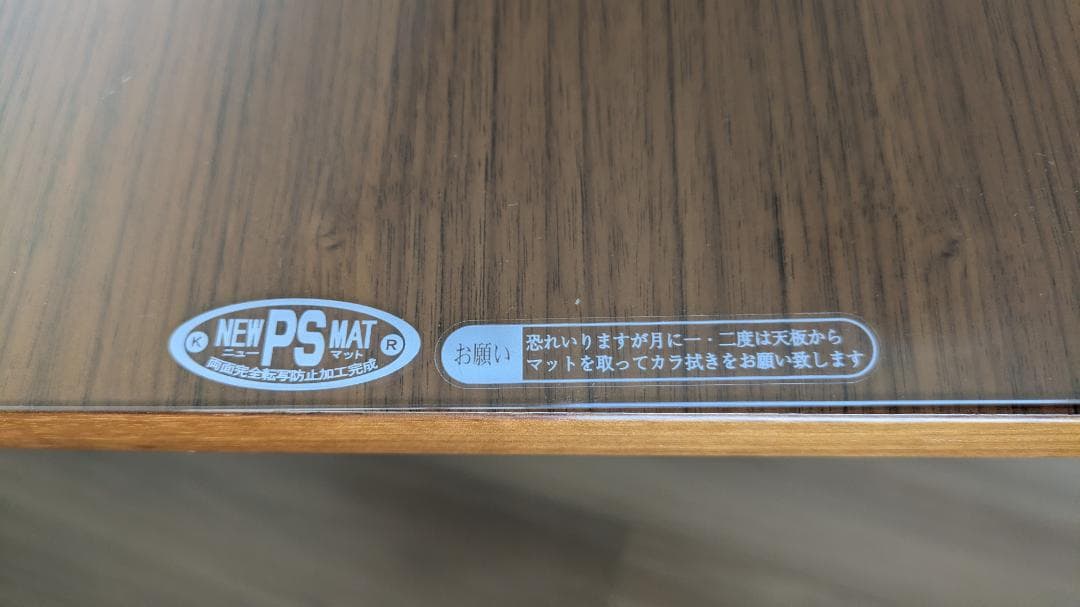 K
NEW PS MAT
R
ニュー マット
両面完全転写防止加工完成
お願い
恐れいりますが月に一・二度は天板から
マットを取ってカラ拭きをお願い致します